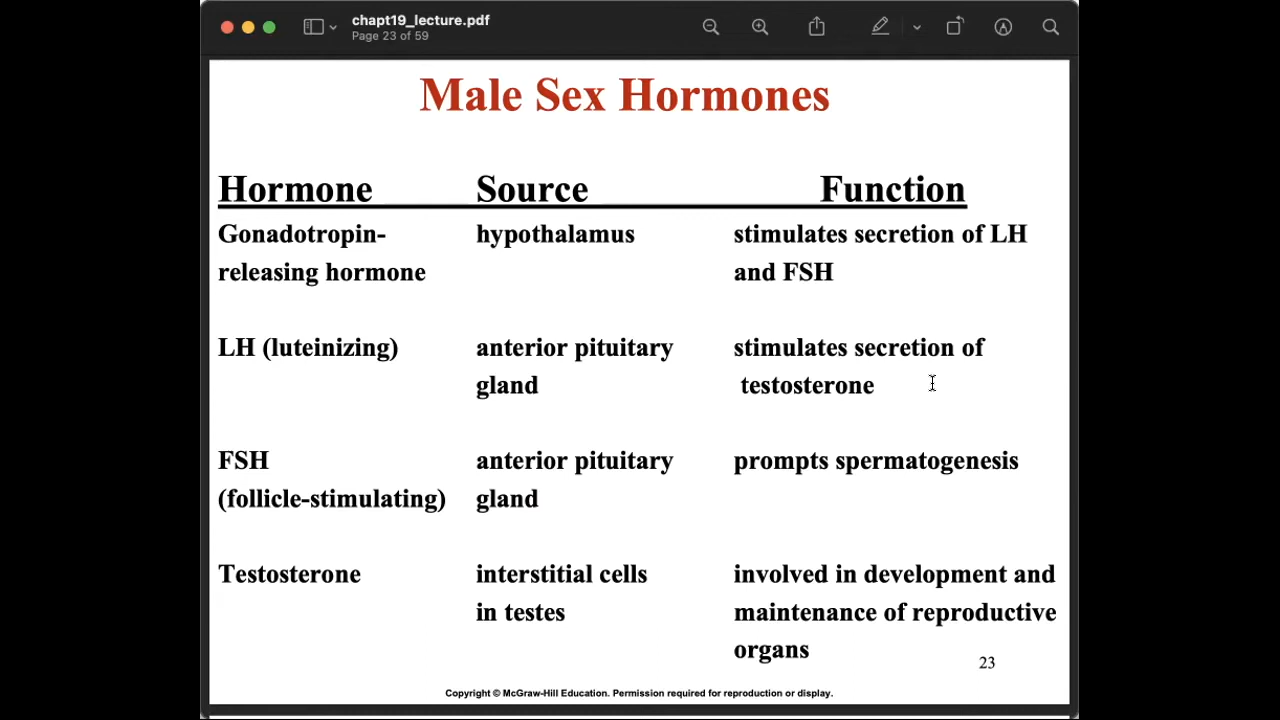 chapt19_lecture.pdf
Page 23 of 59
Male Sex Hormones
Hormone Source Function
Gonadotropin- hypothalamus stimulates secretion of LH
releasing hormone and FSH
LH (luteinizing) anterior pituitary stimulates secretion of
gland testosterone
FSH anterior pituitary prompts spermatogenesis
(follicle-stimulating) gland
Testosterone interstitial cells involved in development and
in testes maintenance of reproductive
organs
23
Copyright © McGraw-Hill Education. Permission required for reproduction or display.